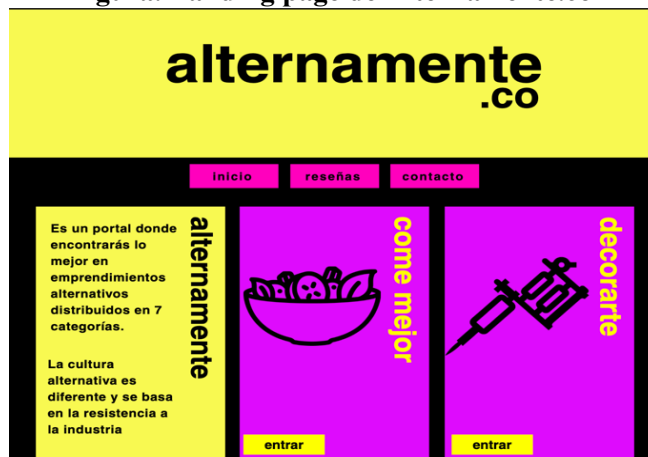 alternamente
.co
inicio
reseñas
contacto
Es un portal donde
encontrarás lo
mejor en
emprendimientos
alternativos
distribuidos en 7
categorías.
La cultura
alternativa es
diferente y se basa
en la resistencia a
la industria
alternamente
come mejor
entrar
decorarte
entrar